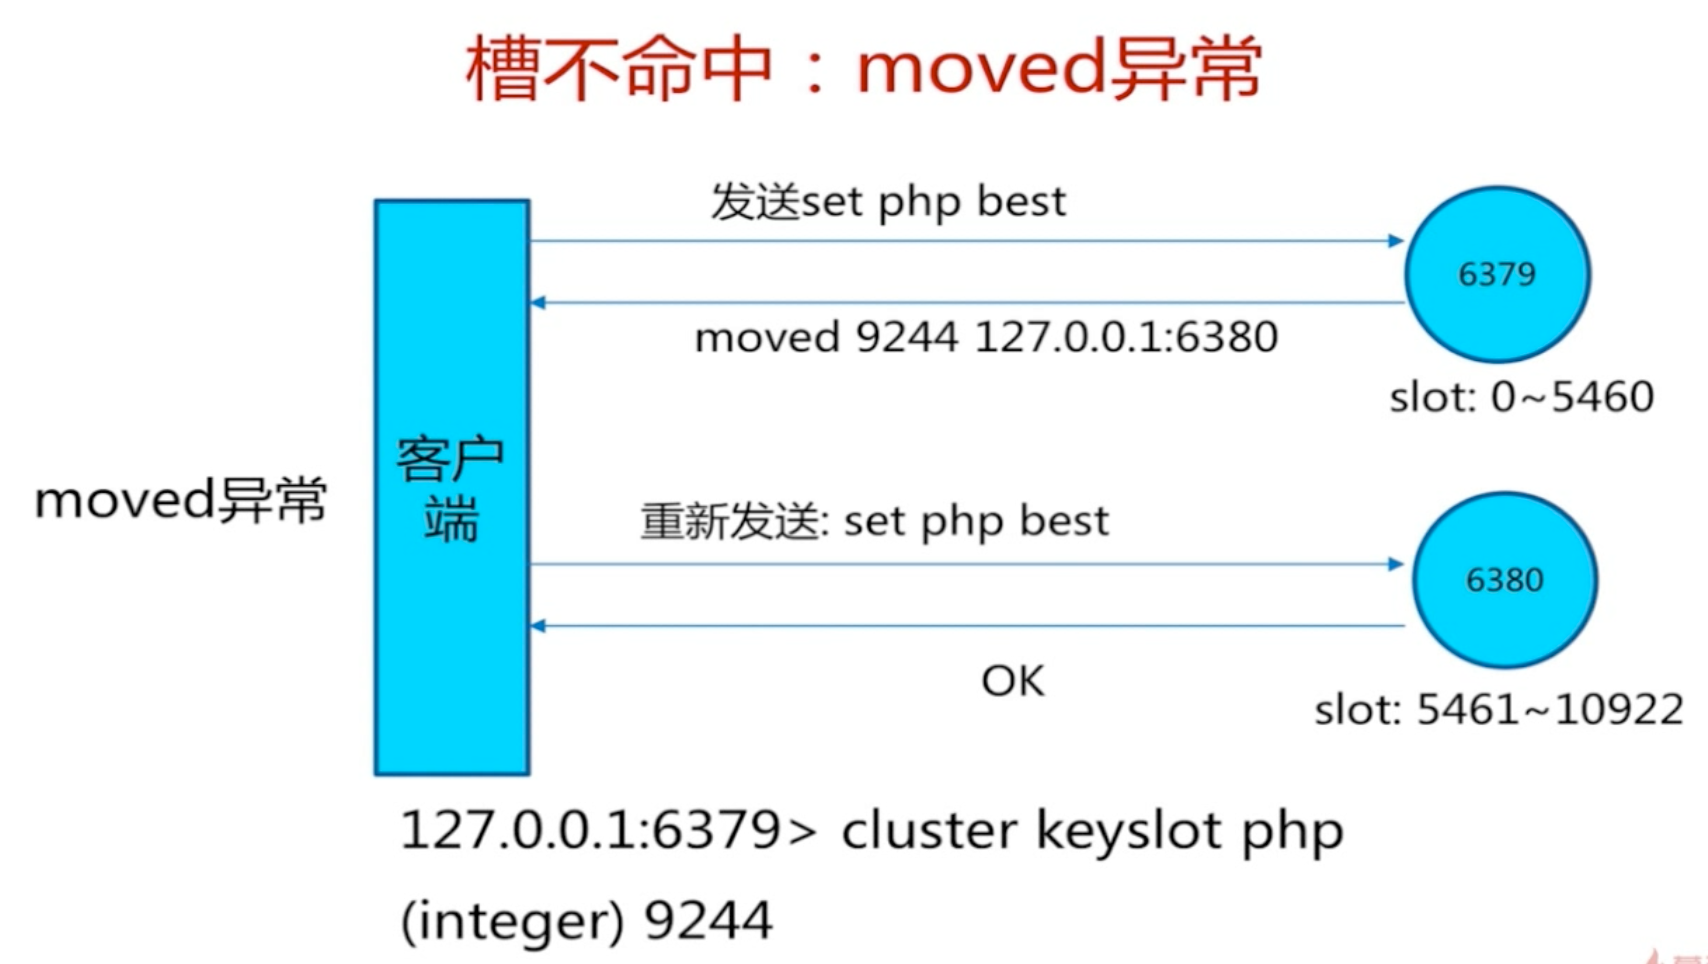 槽不命中：moved异常
发送set php best
6379
moved 9244 127.0.0.1:6380
slot: 0~5460
客户
端
moved异常
重新发送: set php best
6380
OK
slot: 5461~10922
127.0.0.1:6379> cluster keyslot php
(integer) 9244